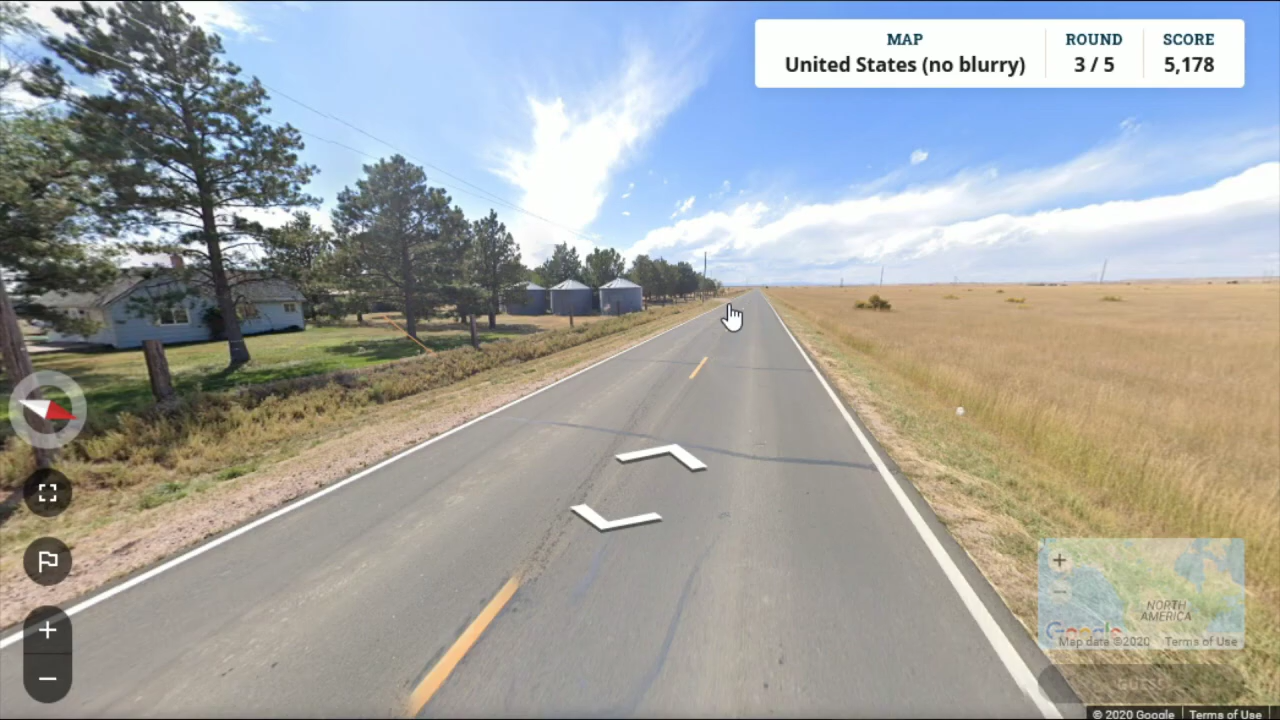 MAP
United States (no blurry)
ROUND
3 / 5
SCORE
5,178
+
−
NORTH
AMERICA
Google
Map data ©2020 Terms of Use
GUESS
+
−
© 2020 Google Terms of Use